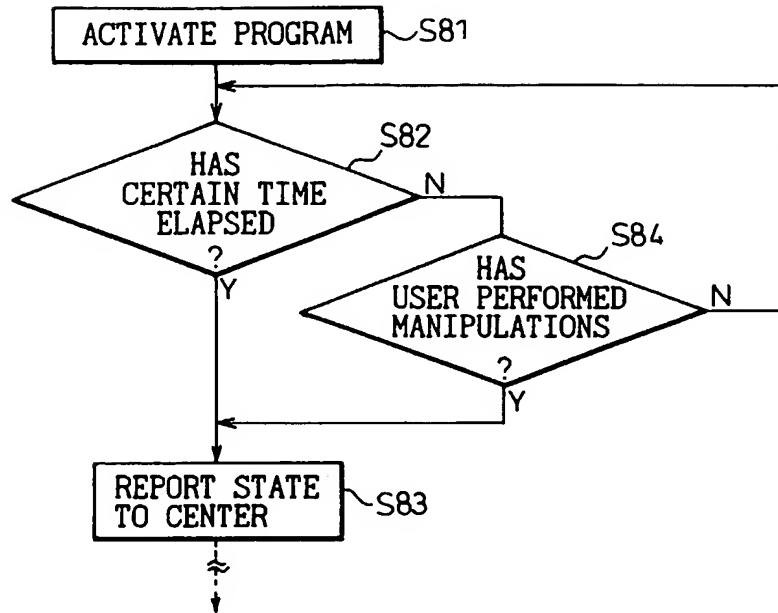 ACTIVATE PROGRAM
S81
S82
HAS
CERTAIN TIME
ELAPSED
?
N
Y
S84
HAS
USER PERFORMED
MANIPULATIONS
?
N
Y
REPORT STATE
TO CENTER
S83